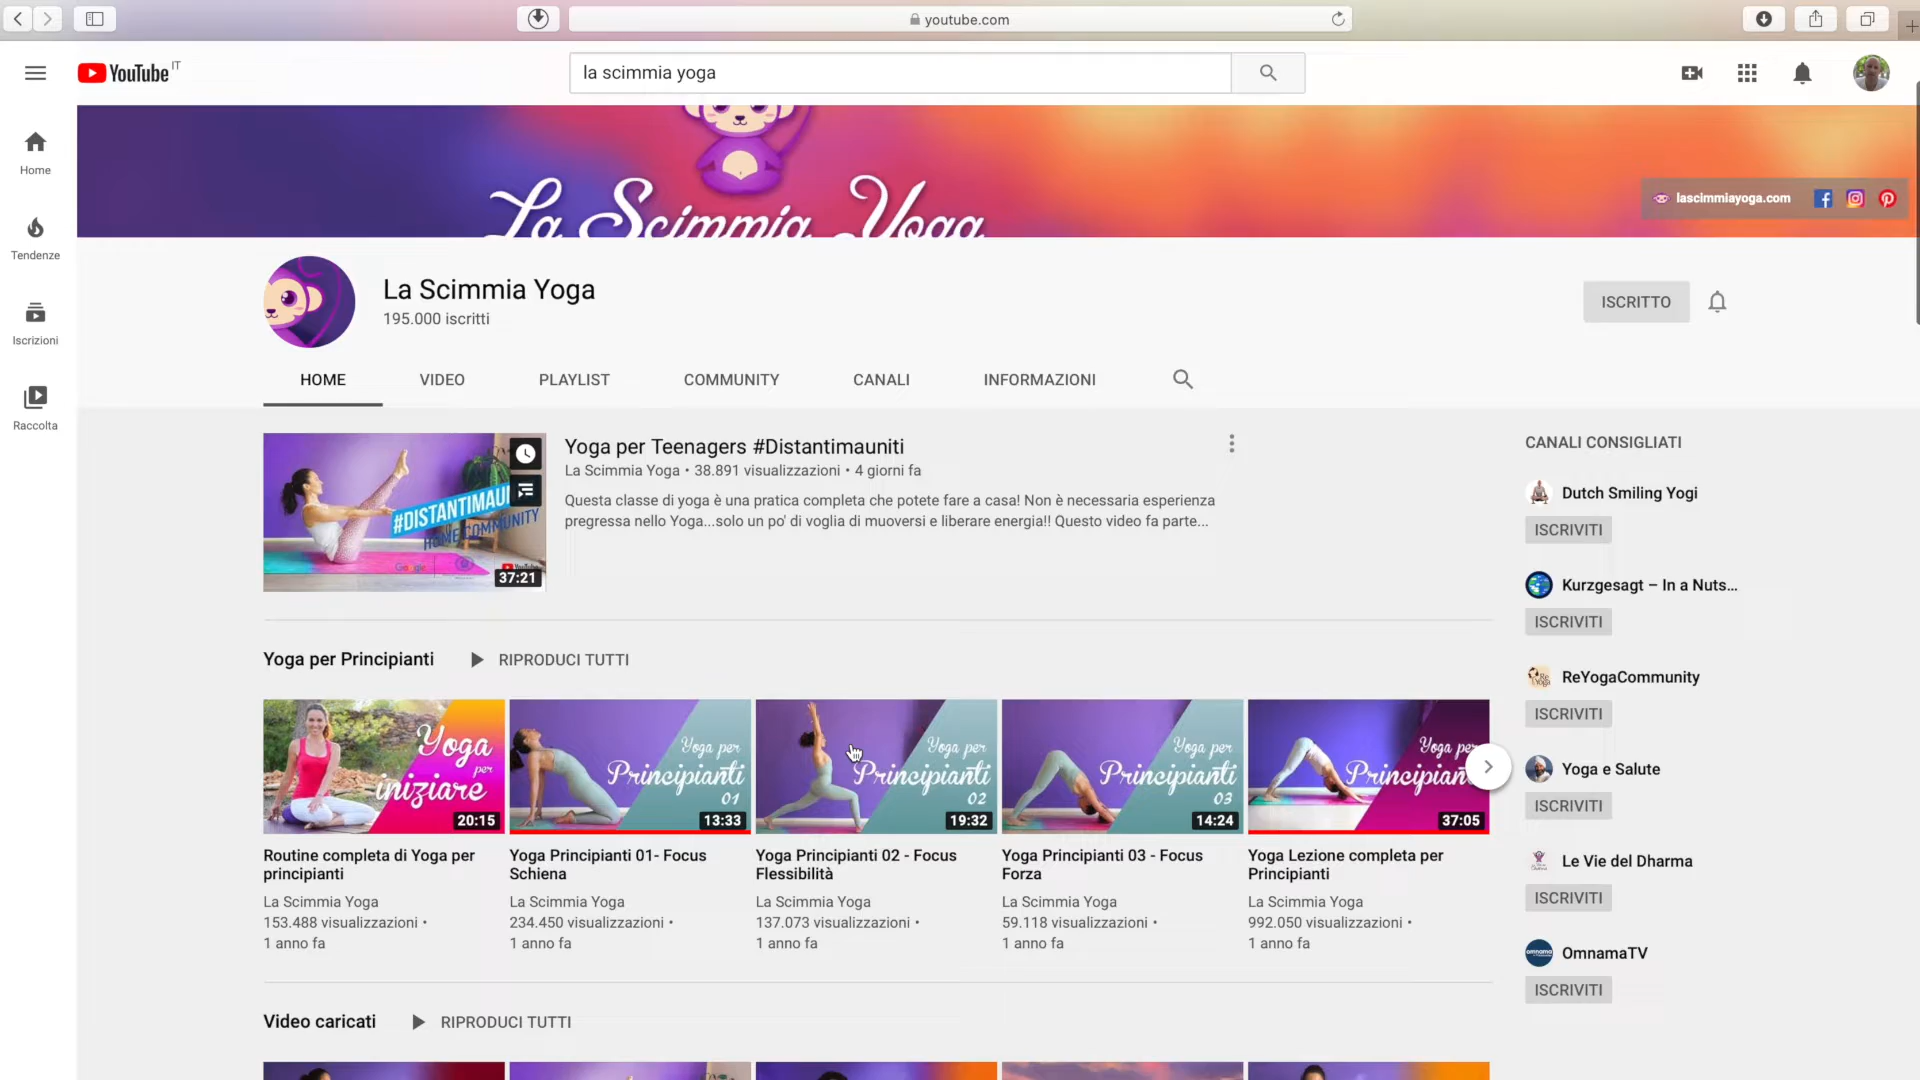 youtube.com
YouTube IT
la scimmia yoga
Home
Tendenze
Iscrizioni
Raccolta
La Scimmia Yoga
lascimmiayoga.com
La Scimmia Yoga
195.000 iscritti
ISCRITTO
HOME
VIDEO
PLAYLIST
COMMUNITY
CANALI
INFORMAZIONI
#DISTANTIMAU
HOME COMMUNITY
Google
YouTube
37:21
Yoga per Teenagers #Distantimauniti
La Scimmia Yoga • 38.891 visualizzazioni • 4 giorni fa
Questa classe di yoga è una pratica completa che potete fare a casa! Non è necessaria esperienza
pregressa nello Yoga...solo un po' di voglia di muoversi e liberare energia!! Questo video fa parte...
Yoga per Principianti
RIPRODUCI TUTTI
Yoga
per
iniziare
20:15
Routine completa di Yoga per
principianti
La Scimmia Yoga
153.488 visualizzazioni •
1 anno fa
Yoga per
Principianti
01
13:33
Yoga Principianti 01- Focus
Schiena
La Scimmia Yoga
234.450 visualizzazioni •
1 anno fa
Yoga per
Principianti
02
19:32
Yoga Principianti 02 - Focus
Flessibilità
La Scimmia Yoga
137.073 visualizzazioni •
1 anno fa
Yoga per
Principianti
03
14:24
Yoga Principianti 03 - Focus
Forza
La Scimmia Yoga
59.118 visualizzazioni •
1 anno fa
Yoga per
Principian
37:05
Yoga Lezione completa per
Principianti
La Scimmia Yoga
992.050 visualizzazioni •
1 anno fa
Video caricati
RIPRODUCI TUTTI
CANALI CONSIGLIATI
Dutch Smiling Yogi
ISCRIVITI
Kurzgesagt – In a Nuts...
ISCRIVITI
ReYogaCommunity
ISCRIVITI
Yoga e Salute
ISCRIVITI
Le Vie del Dharma
ISCRIVITI
OmnamaTV
ISCRIVITI